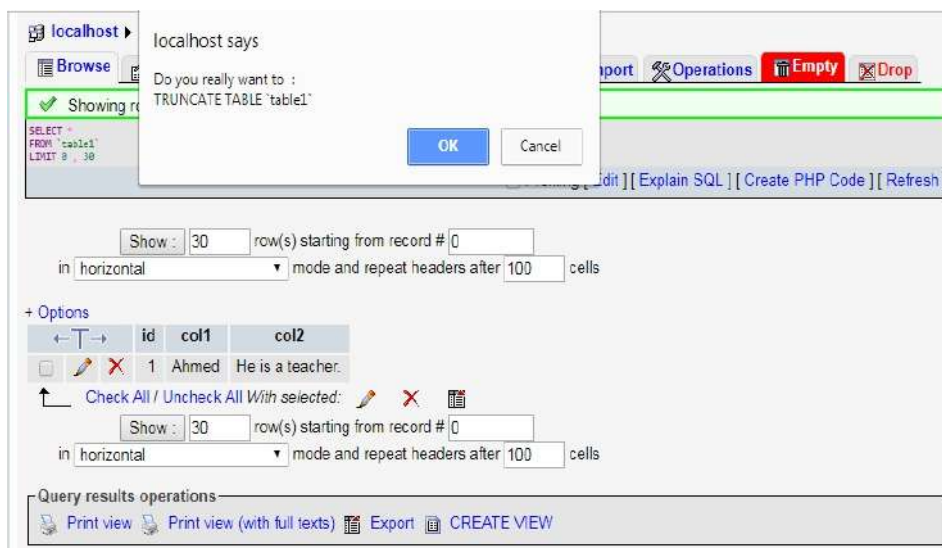 localhost
localhost says
Do you really want to :
TRUNCATE TABLE `table1`
OK
Cancel
Browse
Operations
Empty
Drop
Showing
SELECT *
FROM `table1`
LIMIT 0 , 30
[ Edit ] [ Explain SQL ] [ Create PHP Code ] [ Refresh
Show : 30 row(s) starting from record # 0
in horizontal mode and repeat headers after 100 cells
+ Options
←T→ id col1 col2
1 Ahmed He is a teacher.
Check All / Uncheck All With selected:
Show : 30 row(s) starting from record # 0
in horizontal mode and repeat headers after 100 cells
Query results operations
Print view Print view (with full texts) Export CREATE VIEW